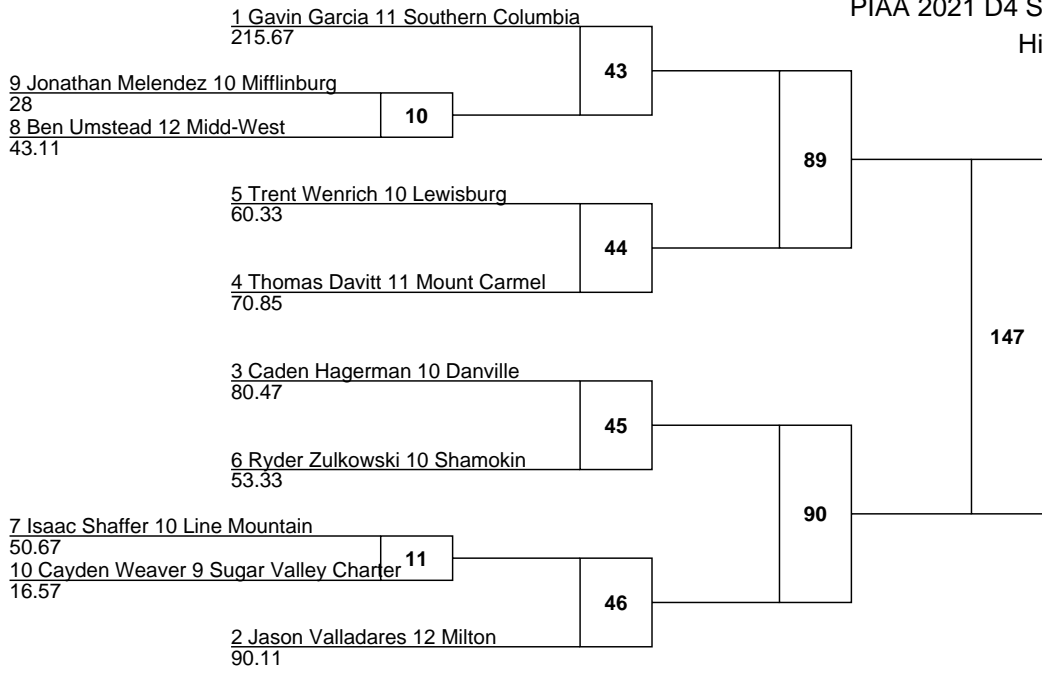 PIAA 2021 D4 S
Hi
1 Gavin Garcia 11 Southern Columbia
215.67
43
9 Jonathan Melendez 10 Mifflinburg
28
10
8 Ben Umstead 12 Midd-West
43.11
89
5 Trent Wenrich 10 Lewisburg
60.33
44
4 Thomas Davitt 11 Mount Carmel
70.85
147
3 Caden Hagerman 10 Danville
80.47
45
6 Ryder Zulkowski 10 Shamokin
53.33
90
7 Isaac Shaffer 10 Line Mountain
50.67
11
10 Cayden Weaver 9 Sugar Valley Charter
16.57
46
2 Jason Valladares 12 Milton
90.11